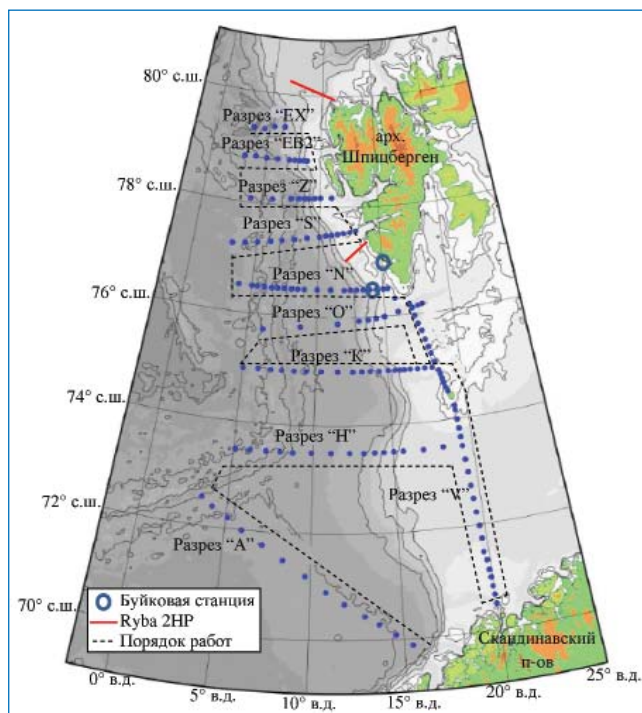 80° с.ш.
78° с.ш.
76° с.ш.
74° с.ш.
72° с.ш.
70° с.ш.
арх.
Шпицберген
Разрез “EX”
Разрез “EB2”
Разрез “Z”
Разрез “S”
Разрез “N”
Разрез “O”
Разрез “К”
Разрез “Н”
Разрез “V”
Разрез “А”
Буйковая станция
Ryba 2HP
Порядок работ
Скандинавский
п-ов
0° в.д.
5° в.д.
10° в.д.
15° в.д.
20° в.д.
25° в.д.